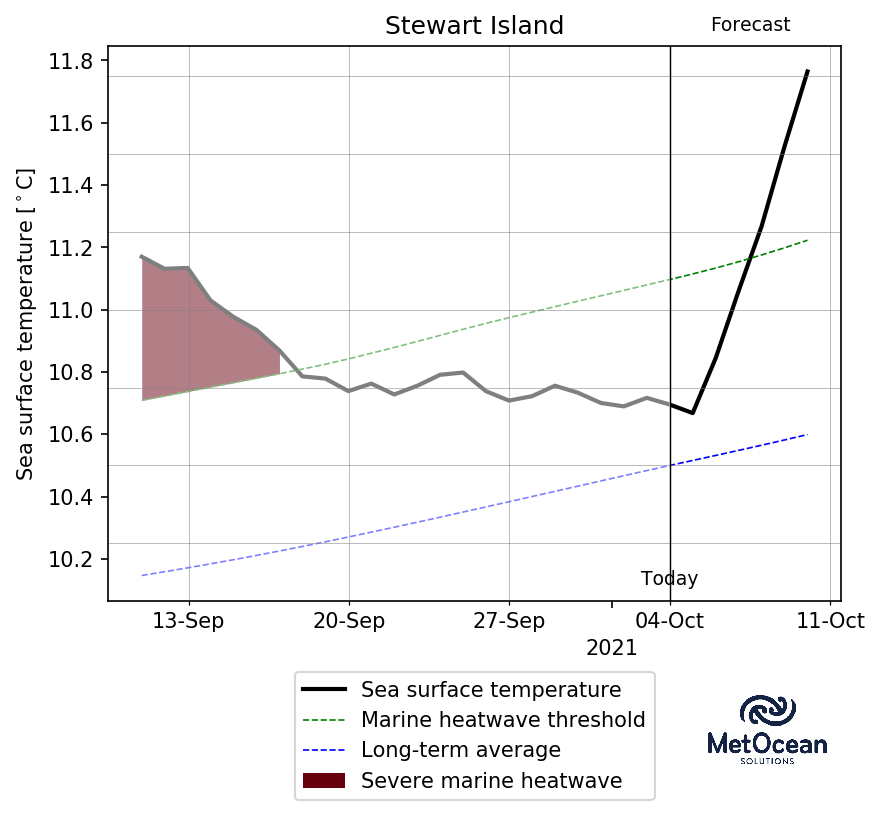 Stewart Island
Forecast
Sea surface temperature [°C]
11.8
11.6
11.4
11.2
11.0
10.8
10.6
10.4
10.2
Today
13-Sep
20-Sep
27-Sep
04-Oct
11-Oct
2021
Sea surface temperature
Marine heatwave threshold
Long-term average
Severe marine heatwave
MetOcean
SOLUTIONS